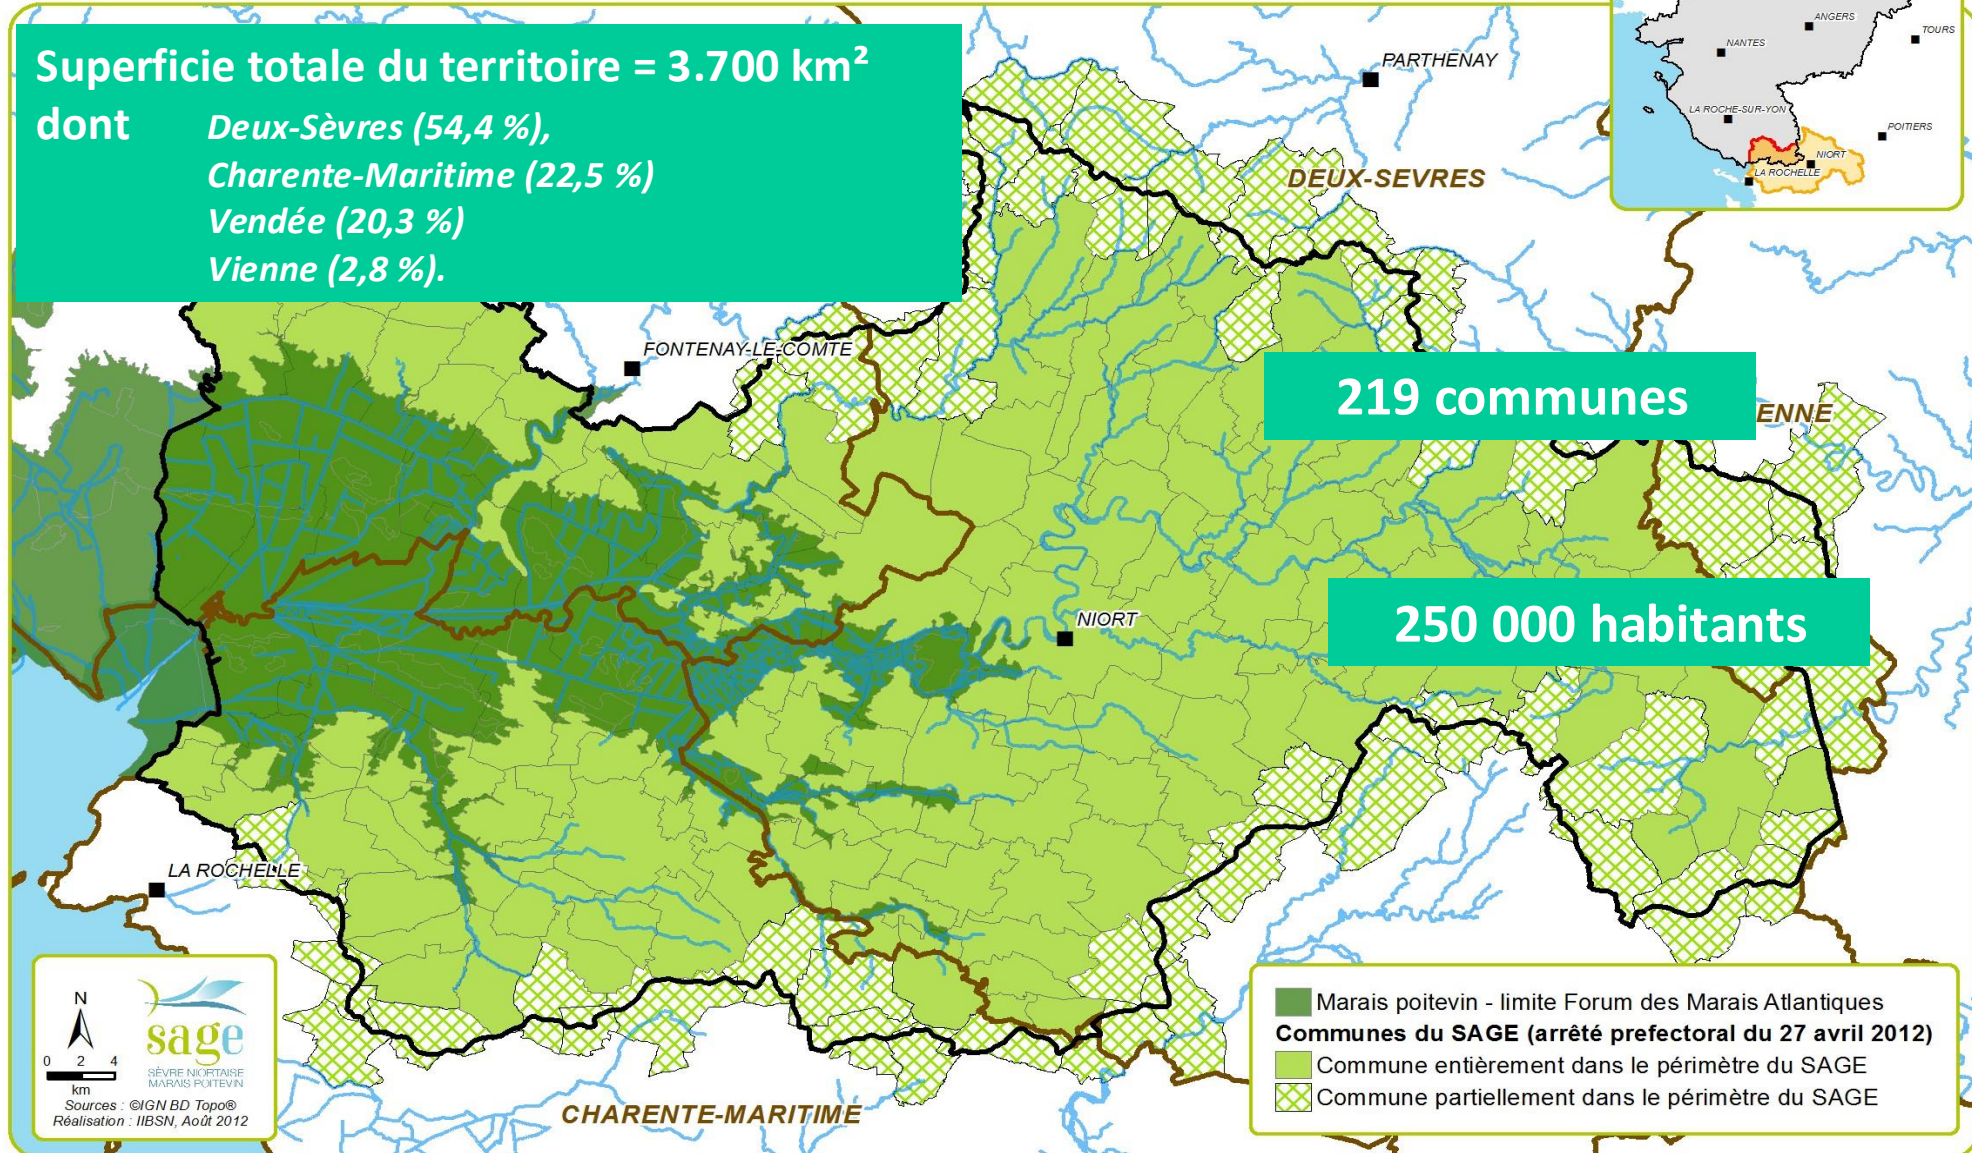 Superficie totale du territoire = 3.700 km²
dont Deux-Sèvres (54,4 %),
Charente-Maritime (22,5 %)
Vendée (20,3 %)
Vienne (2,8 %).
ANGERS
TOURS
NANTES
LA ROCHE-SUR-YON
POITIERS
NIORT
LA ROCHELLE
PARTHENAY
DEUX-SEVRES
FONTENAY-LE-COMTE
219 communes
ENNE
250 000 habitants
NIORT
LA ROCHELLE
CHARENTE-MARITIME
N
0 2 4
km
sage
SÈVRE NIORTAISE
MARAIS POITEVIN
Sources : ©IGN BD Topo®
Réalisation : IIBSN, Août 2012
Marais poitevin - limite Forum des Marais Atlantiques
Communes du SAGE (arrêté prefectoral du 27 avril 2012)
Commune entièrement dans le périmètre du SAGE
Commune partiellement dans le périmètre du SAGE